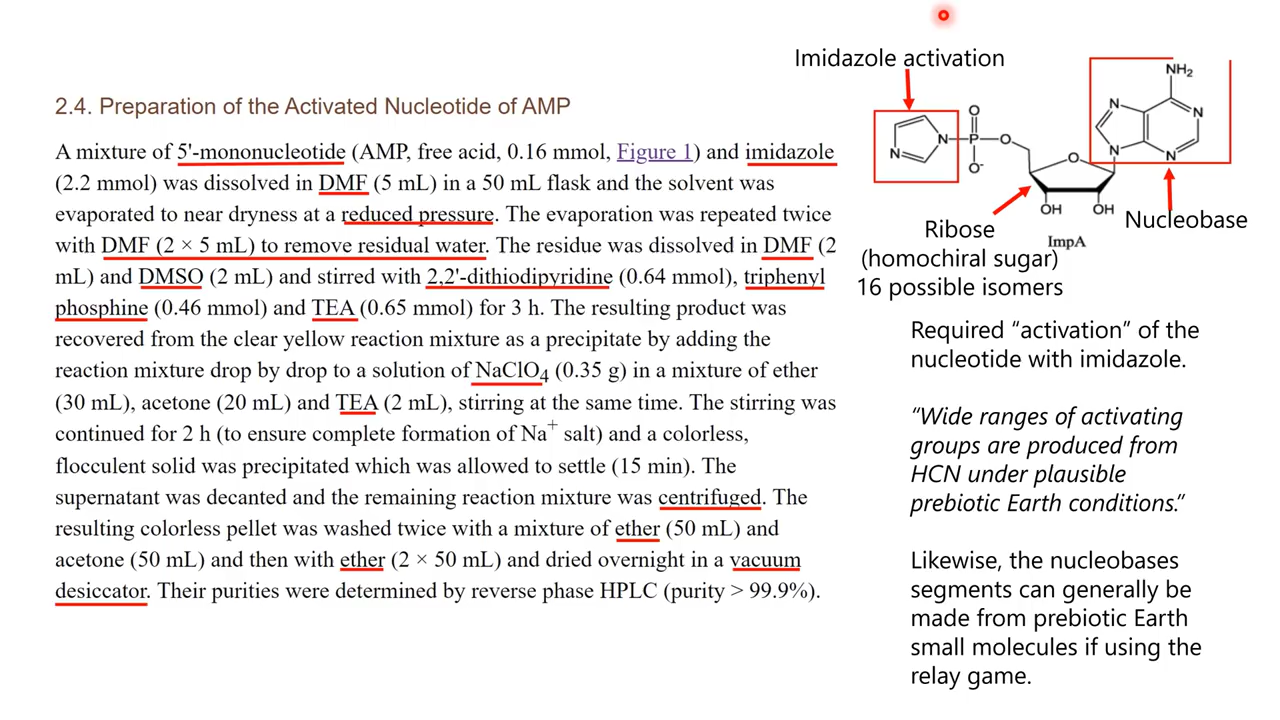 2.4. Preparation of the Activated Nucleotide of AMP
A mixture of 5'-mononucleotide (AMP, free acid, 0.16 mmol, Figure 1) and imidazole
(2.2 mmol) was dissolved in DMF (5 mL) in a 50 mL flask and the solvent was
evaporated to near dryness at a reduced pressure. The evaporation was repeated twice
with DMF (2 × 5 mL) to remove residual water. The residue was dissolved in DMF (2
mL) and DMSO (2 mL) and stirred with 2,2'-dithiodipyridine (0.64 mmol), triphenyl
phosphine (0.46 mmol) and TEA (0.65 mmol) for 3 h. The resulting product was
recovered from the clear yellow reaction mixture as a precipitate by adding the
reaction mixture drop by drop to a solution of NaClO4 (0.35 g) in a mixture of ether
(30 mL), acetone (20 mL) and TEA (2 mL), stirring at the same time. The stirring was
continued for 2 h (to ensure complete formation of Na+ salt) and a colorless,
flocculent solid was precipitated which was allowed to settle (15 min). The
supernatant was decanted and the remaining reaction mixture was centrifuged. The
resulting colorless pellet was washed twice with a mixture of ether (50 mL) and
acetone (50 mL) and then with ether (2 × 50 mL) and dried overnight in a vacuum
desiccator. Their purities were determined by reverse phase HPLC (purity > 99.9%).
Imidazole activation
NH2
N
N
N
N
N
N
O
P
O
O-
O
OH
OH
ImpA
Nucleobase
Ribose
(homochiral sugar)
16 possible isomers
Required “activation” of the
nucleotide with imidazole.
“Wide ranges of activating
groups are produced from
HCN under plausible
prebiotic Earth conditions.“
Likewise, the nucleobases
segments can generally be
made from prebiotic Earth
small molecules if using the
relay game.